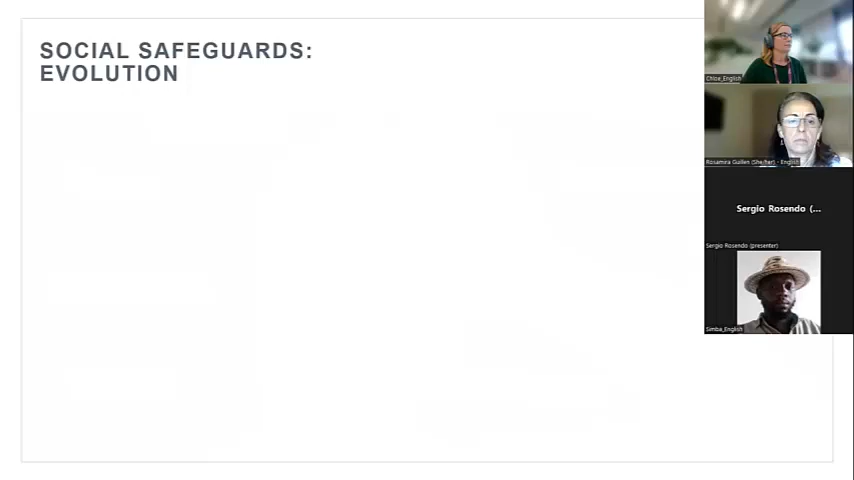 SOCIAL SAFEGUARDS:
EVOLUTION
Chloe_English
Rosamira Guillen (She/her) - English
Sergio Rosendo (...
Sergio Rosendo (presenter)
Simba_English